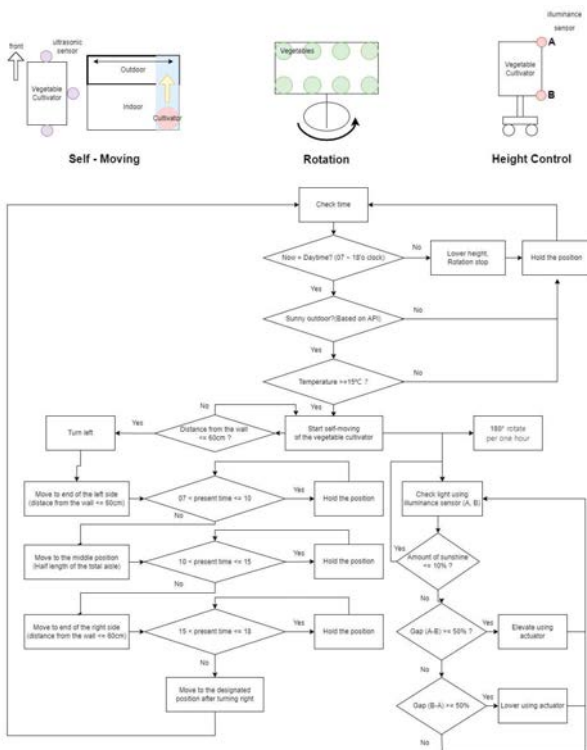 front
ultrasonic
sensor
Vegetable
Cultivator
Outdoor
Indoor
Cultivator
Self - Moving
Vegetables
Rotation
illuminance
sensor
A
Vegetable
Cultivator
B
Height Control
Check time
Now = Daytime? (07 ~ 18'o clock)
No
Lower height,
Rotation stop
Hold the position
Yes
Sunny outdoor?(Based on API)
No
Yes
Temperature >=15℃ ?
No
Yes
No
Turn left
Yes
Distance from the wall
<= 60cm ?
Start self-moving
of the vegetable cultivator
180° rotate
per one hour
Move to end of the left side
(distace from the wall <= 60cm)
07 < present time <= 10
Yes
Hold the position
No
Check light using
illuminance sensor (A, B)
Yes
Amount of sunshine
<= 10% ?
No
Move to the middle position
(Half length of the total aisle)
10 < present time <= 15
Yes
Hold the position
No
Move to end of the right side
(distance from the wall <= 60cm)
15 < present time <= 18
Yes
Hold the position
No
Gap (A-B) >= 50% ?
Yes
Elevate using
actuator
No
Move to the designated
position after turning right
Gap (B-A) >= 50%
Yes
Lower using actuator
No